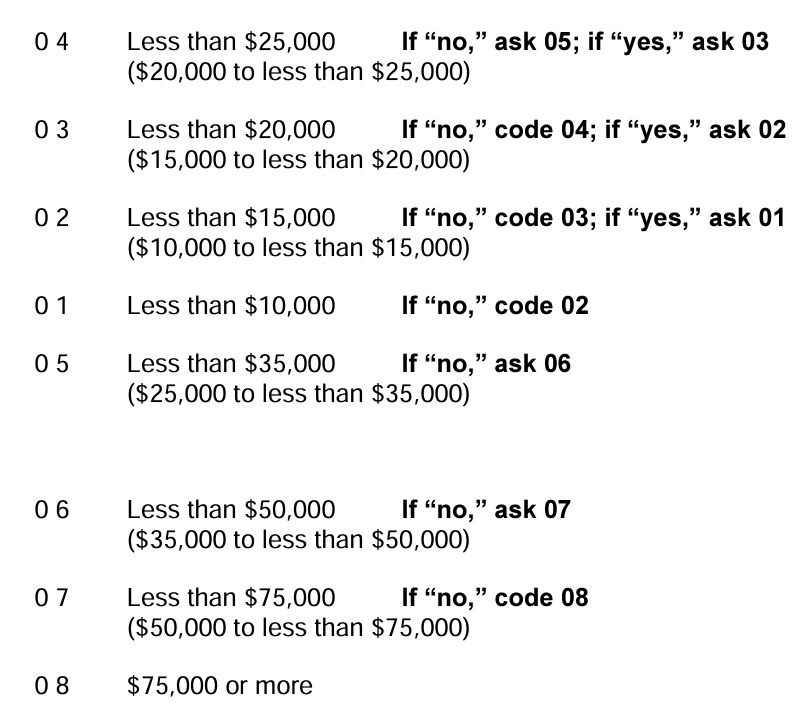 0 4 Less than $25,000 If “no,” ask 05; if “yes,” ask 03
($20,000 to less than $25,000)
0 3 Less than $20,000 If “no,” code 04; if “yes,” ask 02
($15,000 to less than $20,000)
0 2 Less than $15,000 If “no,” code 03; if “yes,” ask 01
($10,000 to less than $15,000)
0 1 Less than $10,000 If “no,” code 02
0 5 Less than $35,000 If “no,” ask 06
($25,000 to less than $35,000)
0 6 Less than $50,000 If “no,” ask 07
($35,000 to less than $50,000)
0 7 Less than $75,000 If “no,” code 08
($50,000 to less than $75,000)
0 8 $75,000 or more